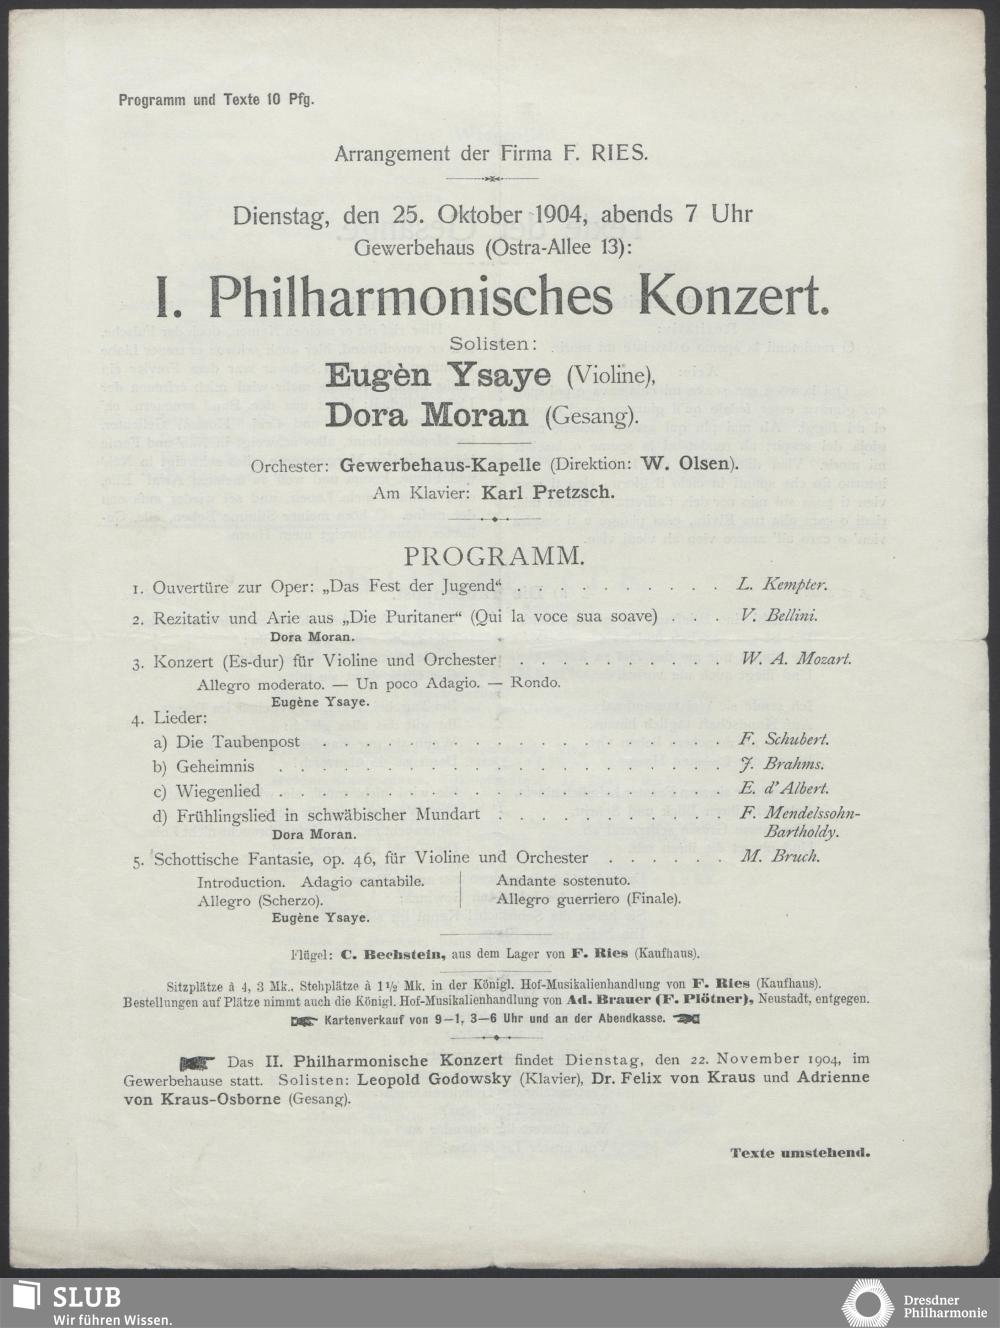 Programm und Texte 10 Pfg.
Arrangement der Firma F. RIES.
Dienstag, den 25. Oktober 1904, abends 7 Uhr
Gewerbehaus (Ostra-Allee 13):
I. Philharmonisches Konzert.
Solisten:
Eugèn Ysaye (Violine),
Dora Moran (Gesang).
Orchester: Gewerbehaus-Kapelle (Direktion: W. Olsen).
Am Klavier: Karl Pretzsch.
PROGRAMM.
1. Ouvertüre zur Oper: „Das Fest der Jugend“ . . . . . . . . . . L. Kempter.
2. Rezitativ und Arie aus „Die Puritaner“ (Qui la voce sua soave) . . . V. Bellini.
Dora Moran.
3. Konzert (Es-dur) für Violine und Orchester . . . . . . . . . . W. A. Mozart.
Allegro moderato. — Un poco Adagio. — Rondo.
Eugène Ysaye.
4. Lieder:
a) Die Taubenpost . . . . . . . . . . . . . . . . . . . F. Schubert.
b) Geheimnis . . . . . . . . . . . . . . . . . . . . . J. Brahms.
c) Wiegenlied . . . . . . . . . . . . . . . . . . . . . E. d'Albert.
d) Frühlingslied in schwäbischer Mundart . . . . . . . . . . . F. Mendelssohn-
Bartholdy.
Dora Moran.
5. Schottische Fantasie, op. 46, für Violine und Orchester . . . . . . M. Bruch.
Introduction. Adagio cantabile. Andante sostenuto.
Allegro (Scherzo). Allegro guerriero (Finale).
Eugène Ysaye.
Flügel: C. Bechstein, aus dem Lager von F. Ries (Kaufhaus).
Sitzplätze à 4, 3 Mk., Stehplätze à 1½ Mk. in der Königl. Hof-Musikalienhandlung von F. Ries (Kaufhaus).
Bestellungen auf Plätze nimmt auch die Königl. Hof-Musikalienhandlung von Ad. Brauer (F. Plötner), Neustadt, entgegen.
Kartenverkauf von 9—1, 3—6 Uhr und an der Abendkasse.
Das II. Philharmonische Konzert findet Dienstag, den 22. November 1904, im
Gewerbehause statt. Solisten: Leopold Godowsky (Klavier), Dr. Felix von Kraus und Adrienne
von Kraus-Osborne (Gesang).
Texte umstehend.
SLUB
Wir führen Wissen.
Dresdner
Philharmonie